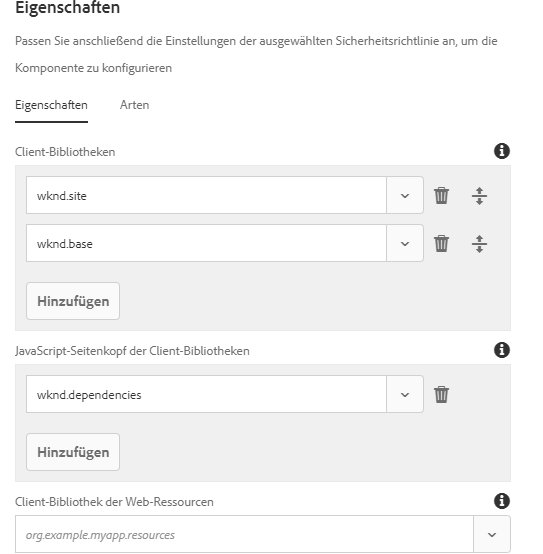 Eigenschaften
Passen Sie anschließend die Einstellungen der ausgewählten Sicherheitsrichtlinie an, um die
Komponente zu konfigurieren
Eigenschaften Arten
Client-Bibliotheken
wknd.site
wknd.base
Hinzufügen
JavaScript-Seitenkopf der Client-Bibliotheken
wknd.dependencies
Hinzufügen
Client-Bibliothek der Web-Ressourcen
org.example.myapp.resources